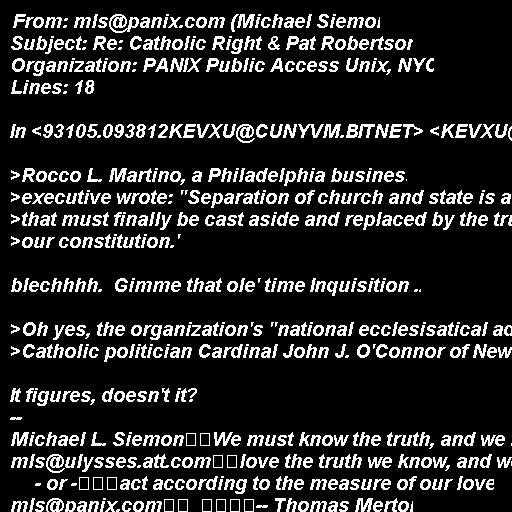 From: mls@panix.com (Michael Siemon
Subject: Re: Catholic Right & Pat Robertson
Organization: PANIX Public Access Unix, NYC
Lines: 18
In <93105.093812KEVXU@CUNYVM.BITNET> <KEVXU@
>Rocco L. Martino, a Philadelphia busines
>executive wrote: "Separation of church and state is a
>that must finally be cast aside and replaced by the tru
>our constitution.'
blechhhh. Gimme that ole' time Inquisition ..
>Oh yes, the organization's "national ecclesisatical ad
>Catholic politician Cardinal John J. O'Connor of New
It figures, doesn't it?
--
Michael L. Siemon□□We must know the truth, and we
mls@ulysses.att.com□□love the truth we know, and we
- or -□□□act according to the measure of our love
mls@panix.com□□ □□□□-- Thomas Merton